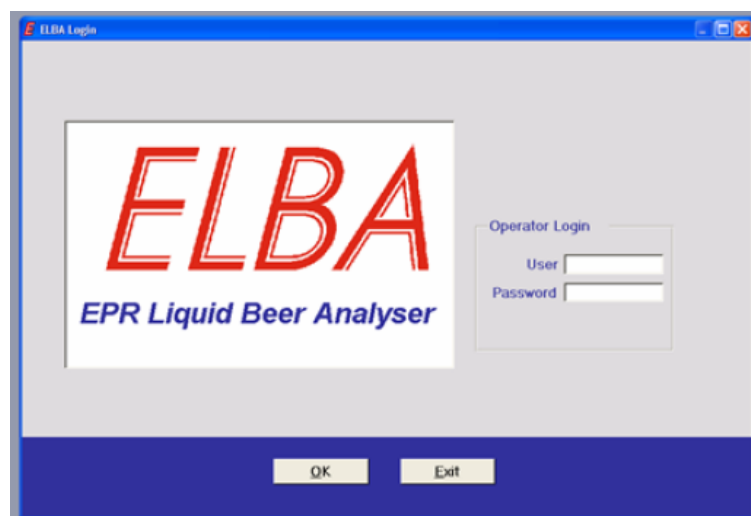 ELBA Login
ELBA
EPR Liquid Beer Analyser
Operator Login
User
Password
OK
Exit